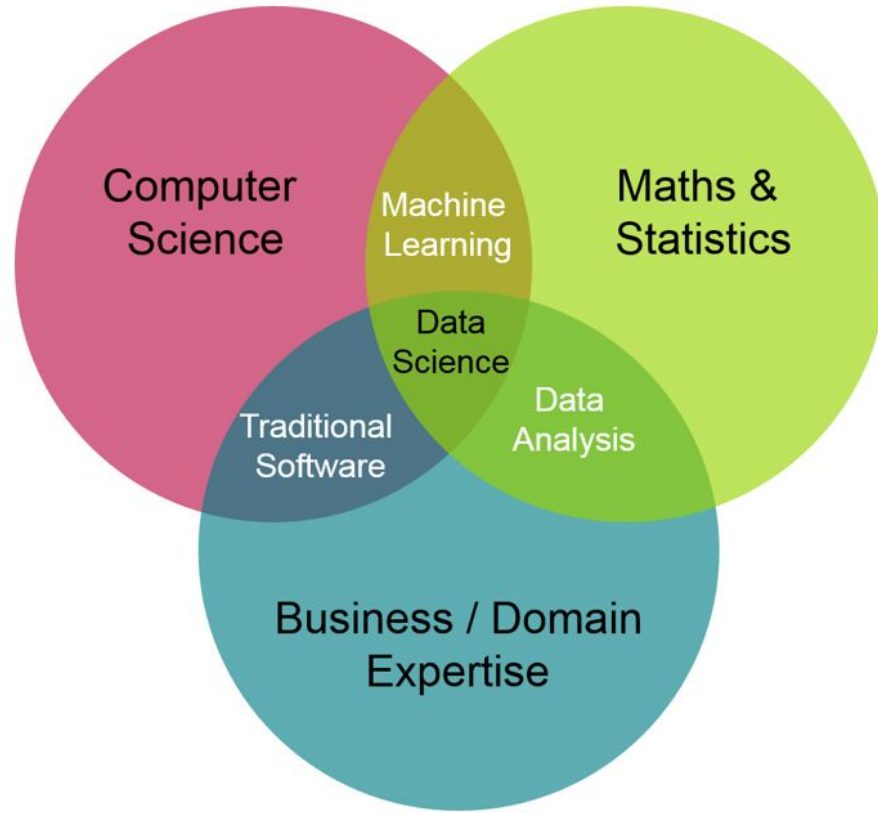 Computer
Science
Maths &
Statistics
Machine
Learning
Data
Science
Traditional
Software
Data
Analysis
Business / Domain
Expertise